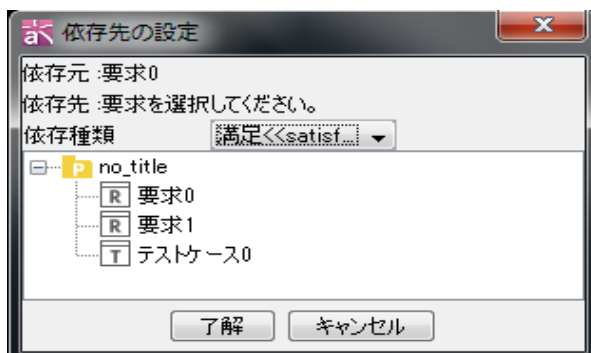 依存先の設定
依存元 :要求0
依存先 :要求を選択してください。
依存種類 満足<<satisf...
P no_title
R 要求0
R 要求1
T テストケース0
了解 キャンセル